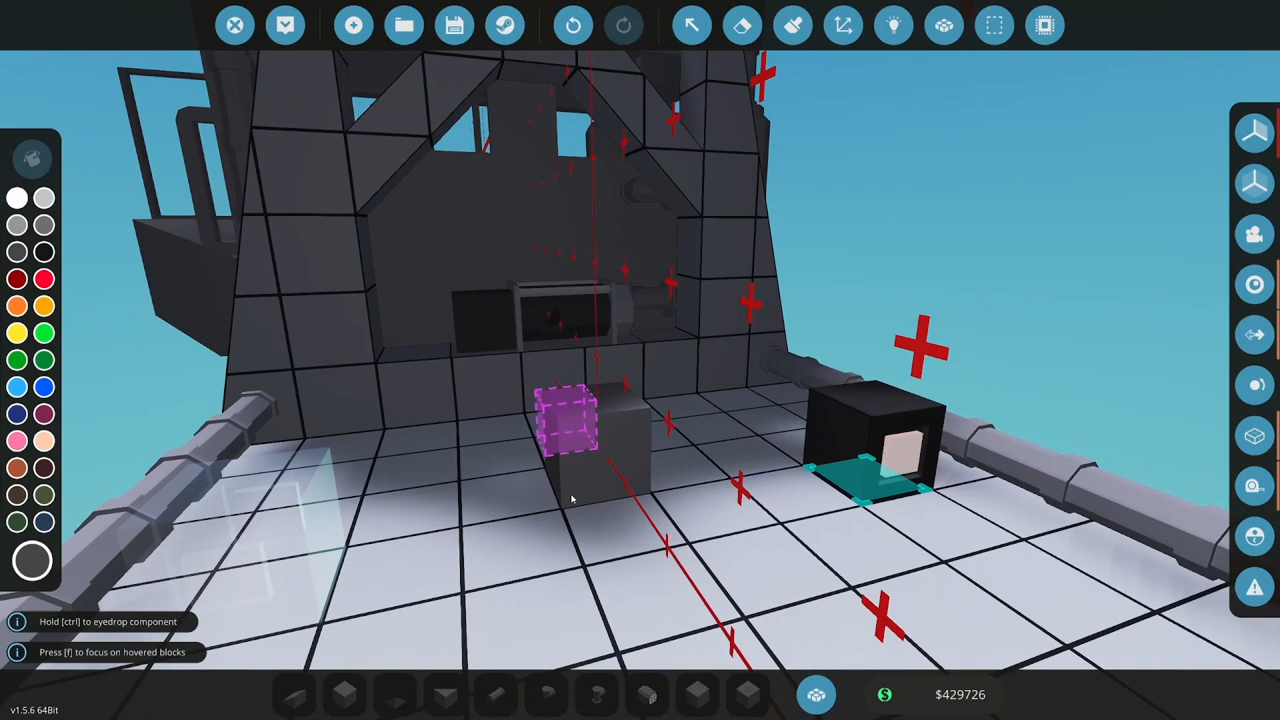 Hold [ctrl] to eyedrop component
Press [f] to focus on hovered blocks
$429726
v1.5.6 64Bit